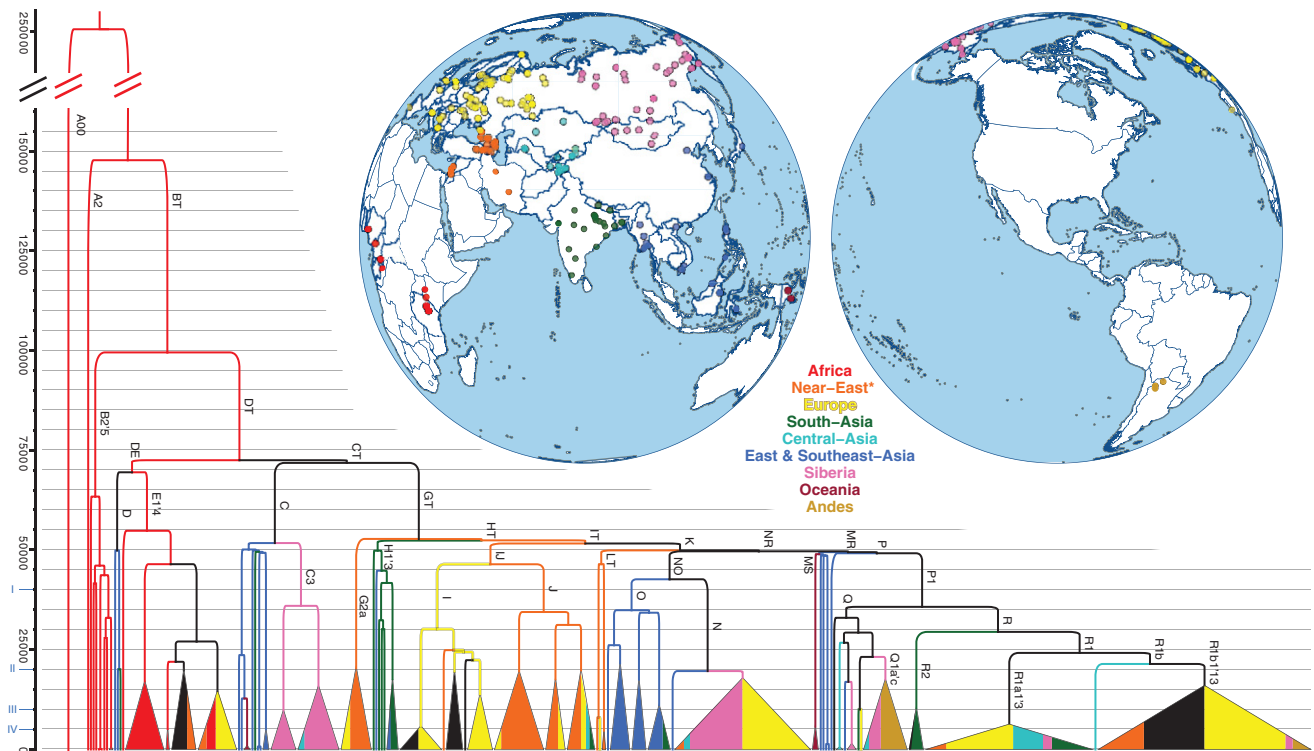 250000
150000
125000
100000
75000
50000
25000
0
I
II
III
IV
A00
A2
BT
B2'5
DT
DE
CT
D
E1'4
C
GT
C3
G2a
H1'3
HT
IT
IJ
I
J
LT
K
NR
NO
O
N
MS
MR
P
P1
Q
Q1a'c
R
R2
R1
R1a1'3
R1b
R1b1'13
Africa
Near–East*
Europe
South–Asia
Central–Asia
East & Southeast–Asia
Siberia
Oceania
Andes